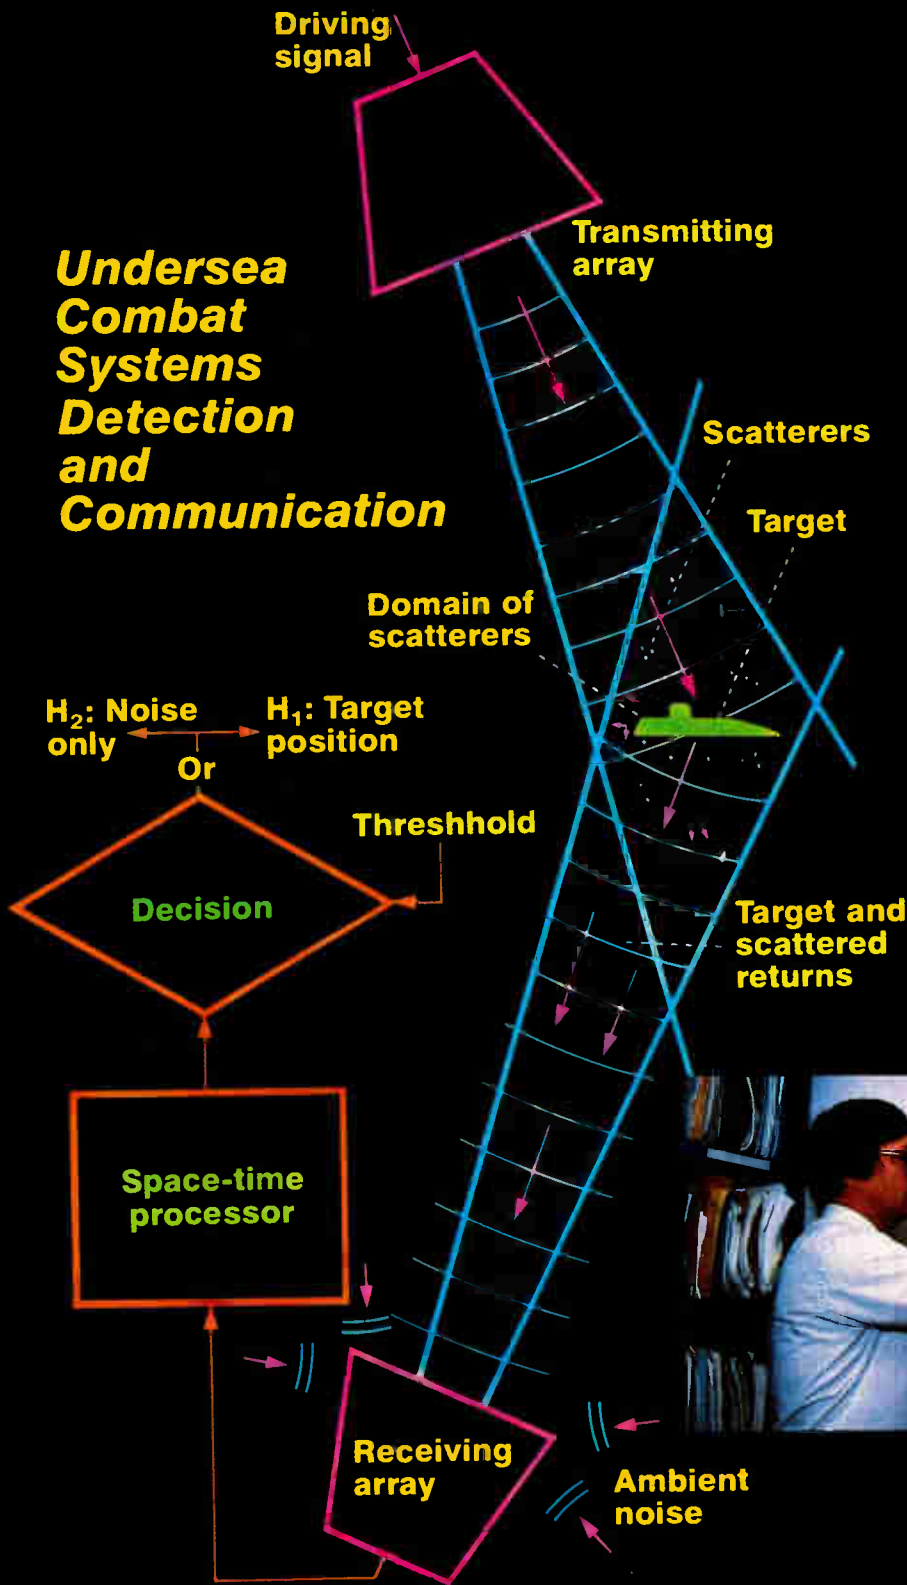 Driving
signal
Undersea
Combat
Systems
Detection
and
Communication
Transmitting
array
Scatterers
Target
Domain of
scatterers
H₂: Noise
only
H₁: Target
position
Or
Threshhold
Decision
Target and
scattered
returns
Space-time
processor
Receiving
array
Ambient
noise